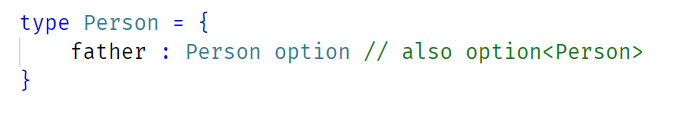 type Person = {
    father : Person option // also option<Person>
}